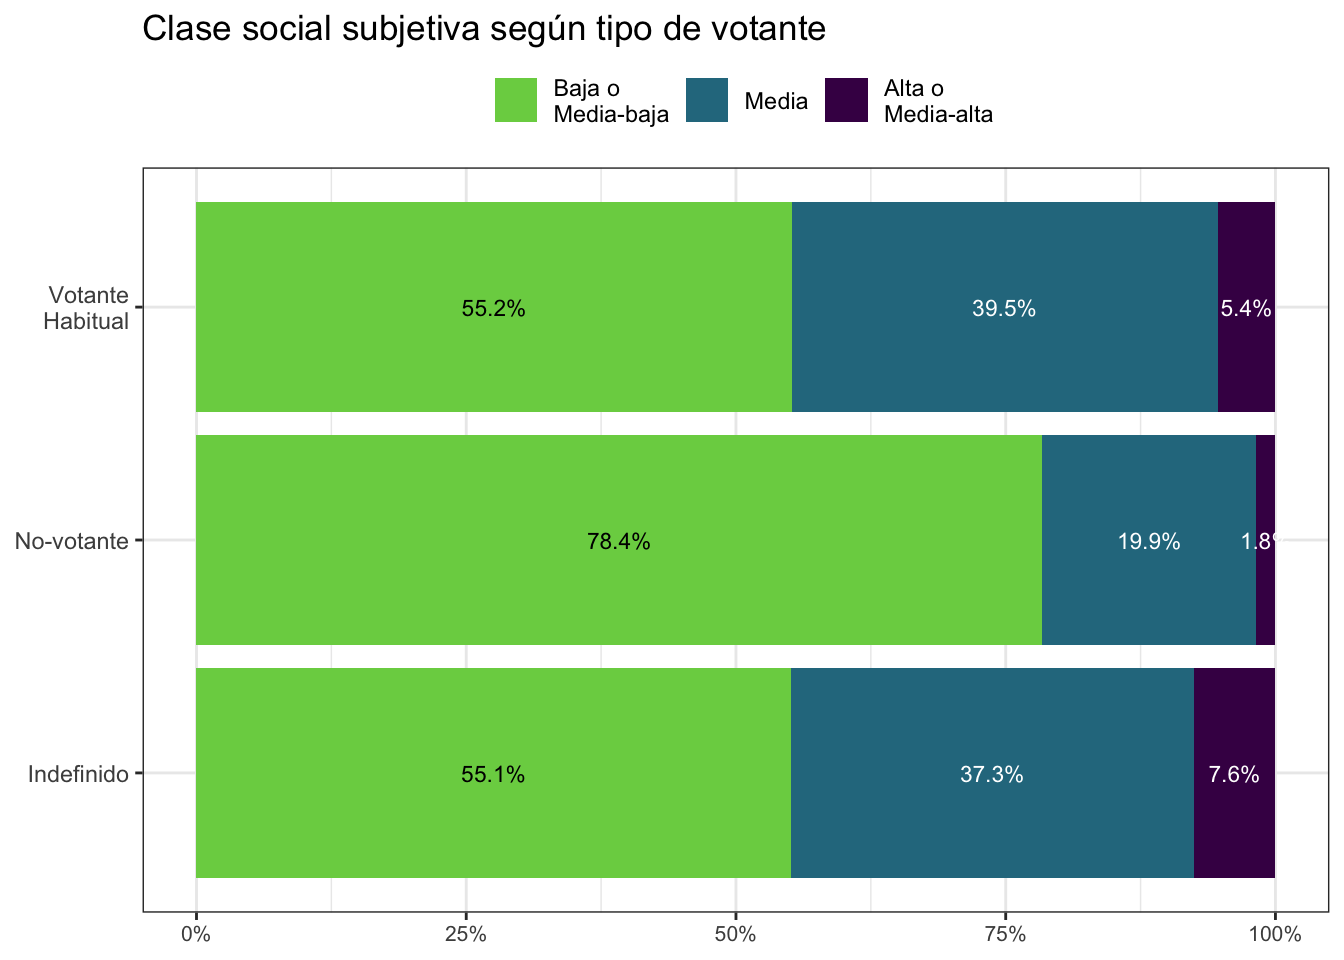 Clase social subjetiva según tipo de votante
Baja o
Media-baja
Media
Alta o
Media-alta
Votante
Habitual
55.2%
39.5%
5.4%
No-votante
78.4%
19.9%
1.8%
Indefinido
55.1%
37.3%
7.6%
0%
25%
50%
75%
100%